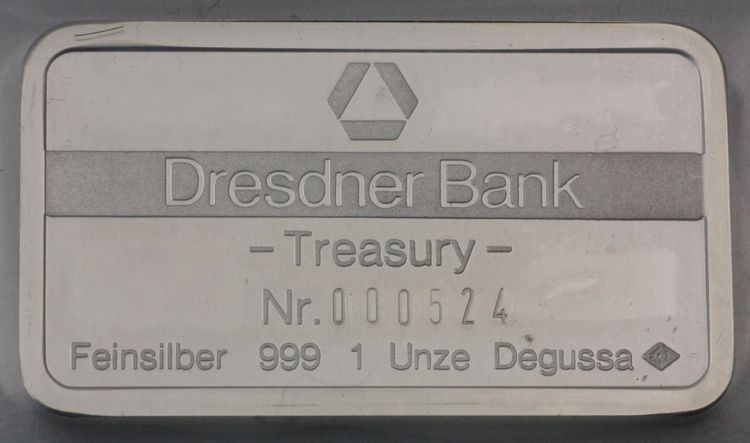 Dresdner Bank
- Treasury -
Nr. 000524
Feinsilber 999 1 Unze Degussa